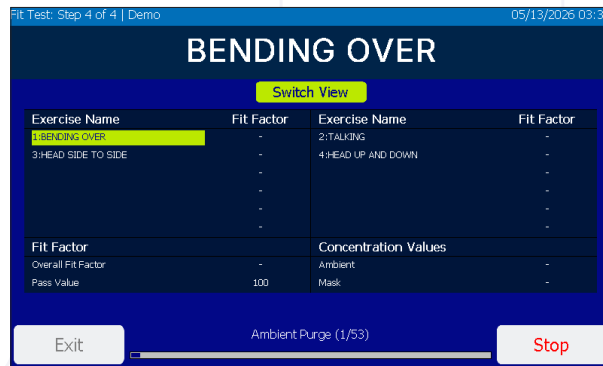 Fit Test: Step 4 of 4 | Demo 05/13/2026 03:3
BENDING OVER
Switch View
Exercise Name Fit Factor Exercise Name Fit Factor
1:BENDING OVER - 2:TALKING -
3:HEAD SIDE TO SIDE - 4:HEAD UP AND DOWN -
- -
- -
- -
- -
Fit Factor Concentration Values
Overall Fit Factor - Ambient -
Pass Value 100 Mask -
Ambient Purge (1/53)
Exit Stop